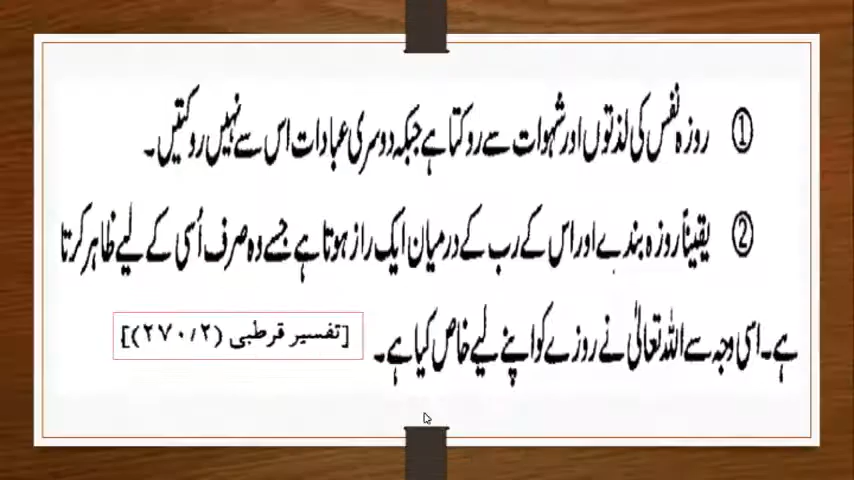 ① روزہ نفس کی لذتوں اور شہوات سے روکتا ہے جبکہ دوسری عبادات اس سے نہیں روکتیں۔
② یقیناً روزہ بندے اور اس کے رب کے درمیان ایک راز ہوتا ہے جسے وہ صرف اُسی کے لیے ظاہر کرتا
ہے۔ اسی وجہ سے اللہ تعالیٰ نے روزے کو اپنے لیے خاص کیا ہے۔ [تفسیر قرطبی (۲/۲۷۰)]